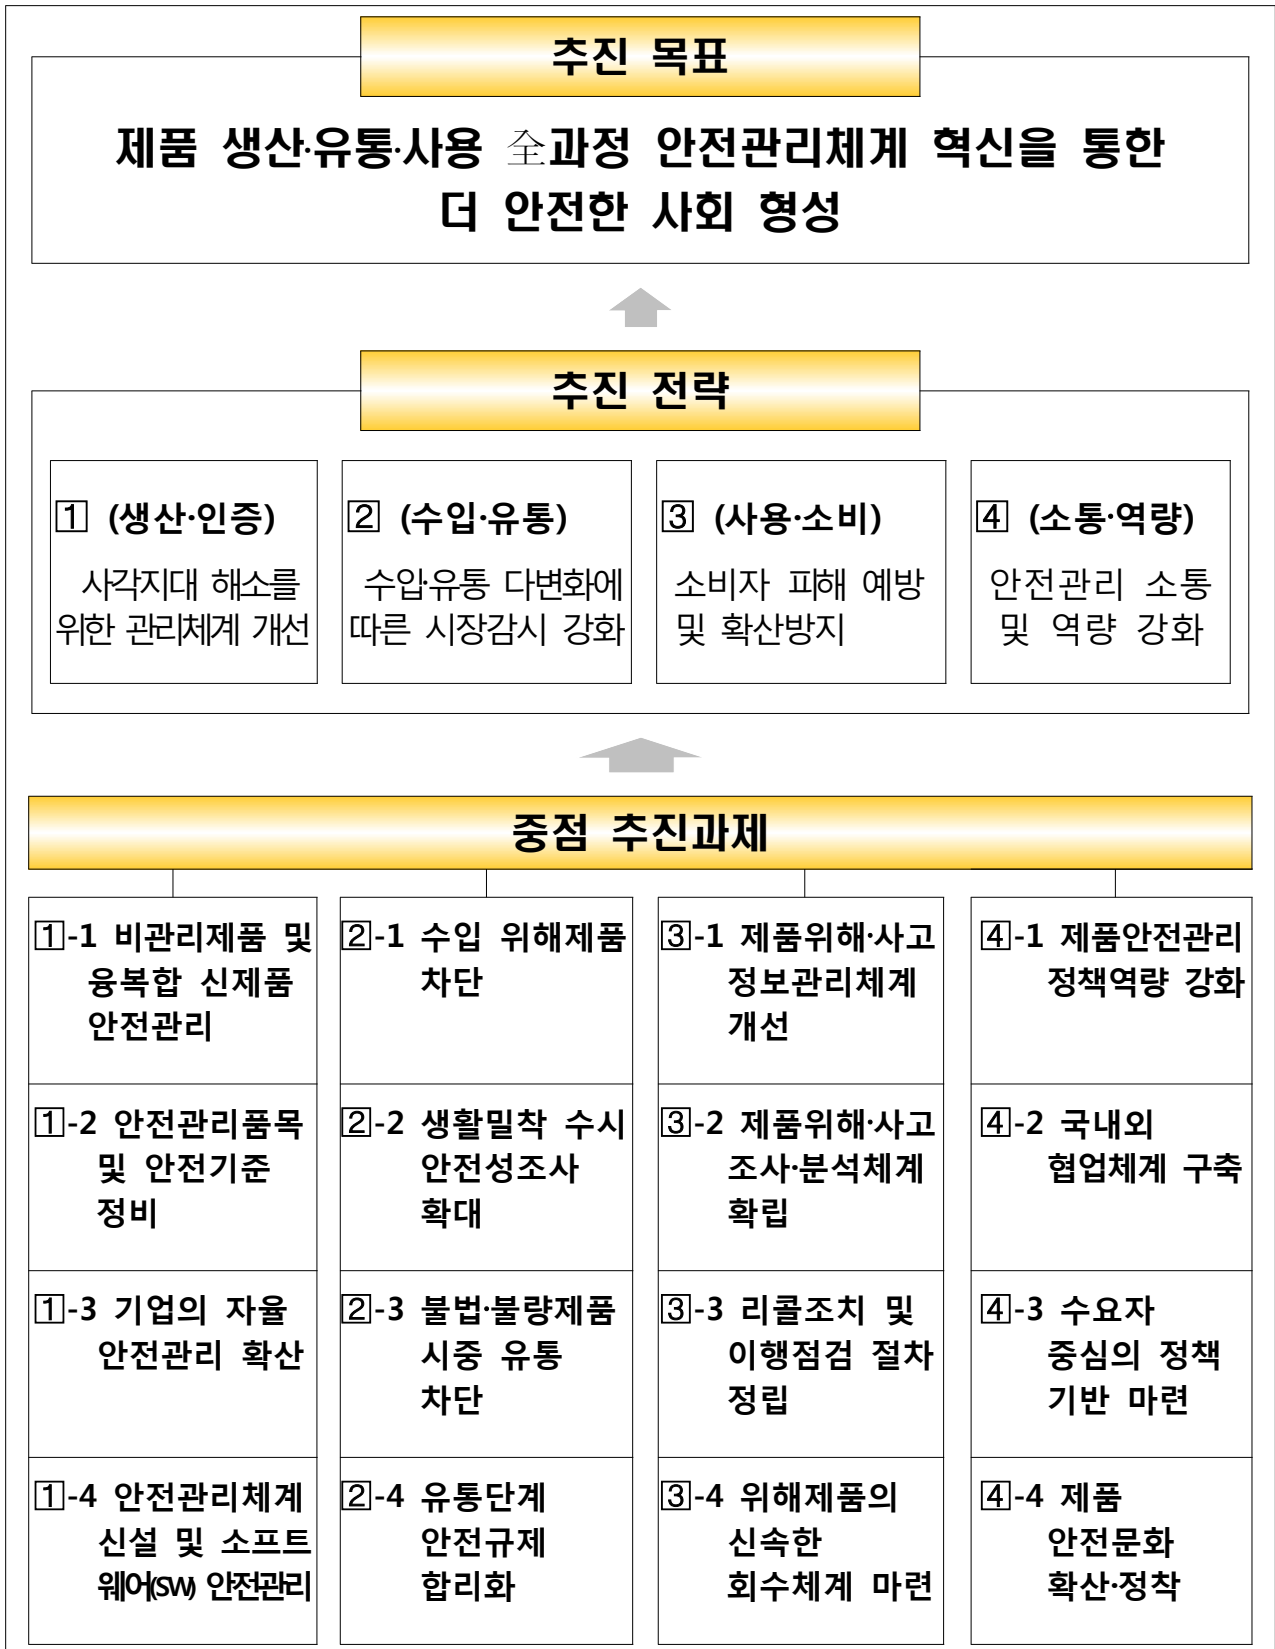 추진 목표
제품 생산·유통·사용 全과정 안전관리체계 혁신을 통한
더 안전한 사회 형성
추진 전략
1 (생산·인증)
사각지대 해소를
위한 관리체계 개선
2 (수입·유통)
수입·유통 다변화에
따른 시장감시 강화
3 (사용·소비)
소비자 피해 예방
및 확산방지
4 (소통·역량)
안전관리 소통
및 역량 강화
중점 추진과제
1-1 비관리제품 및
융복합 신제품
안전관리
2-1 수입 위해제품
차단
3-1 제품위해·사고
정보관리체계
개선
4-1 제품안전관리
정책역량 강화
1-2 안전관리품목
및 안전기준
정비
2-2 생활밀착 수시
안전성조사
확대
3-2 제품위해·사고
조사·분석체계
확립
4-2 국내외
협업체계 구축
1-3 기업의 자율
안전관리 확산
2-3 불법·불량제품
시중 유통
차단
3-3 리콜조치 및
이행점검 절차
정립
4-3 수요자
중심의 정책
기반 마련
1-4 안전관리체계
신설 및 소프트
웨어(SW) 안전관리
2-4 유통단계
안전규제
합리화
3-4 위해제품의
신속한
회수체계 마련
4-4 제품
안전문화
확산·정착